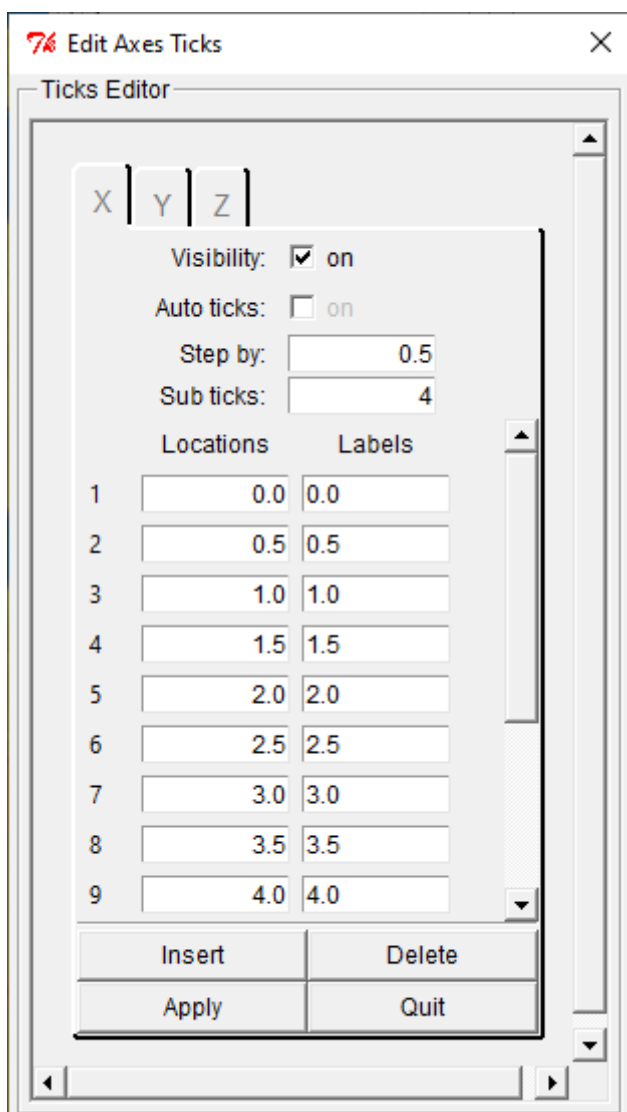 Edit Axes Ticks
Ticks Editor
X Y Z
Visibility: on
Auto ticks: on
Step by: 0.5
Sub ticks: 4
Locations Labels
1 0.0 0.0
2 0.5 0.5
3 1.0 1.0
4 1.5 1.5
5 2.0 2.0
6 2.5 2.5
7 3.0 3.0
8 3.5 3.5
9 4.0 4.0
Insert Delete
Apply Quit